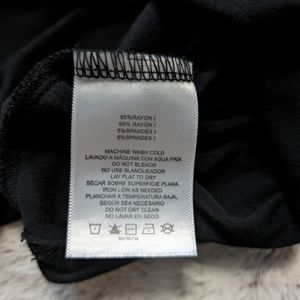 95%RAYON /
95% RAYON /
5%SPANDEX /
5%SPANDEX /
MACHINE WASH COLD
LAVADO A MÁQUINA CON AGUA FRÍA
DO NOT BLEACH
NO USE BLANQUEADOR
LAY FLAT TO DRY
SECAR SOBRE SUPERFICIE PLANA
IRON LOW AS NEEDED
PLANCHAR A TEMPERATURA BAJA,
SEGÚN SEA NECESARIO
DO NOT DRY CLEAN
NO LAVAR EN SECO